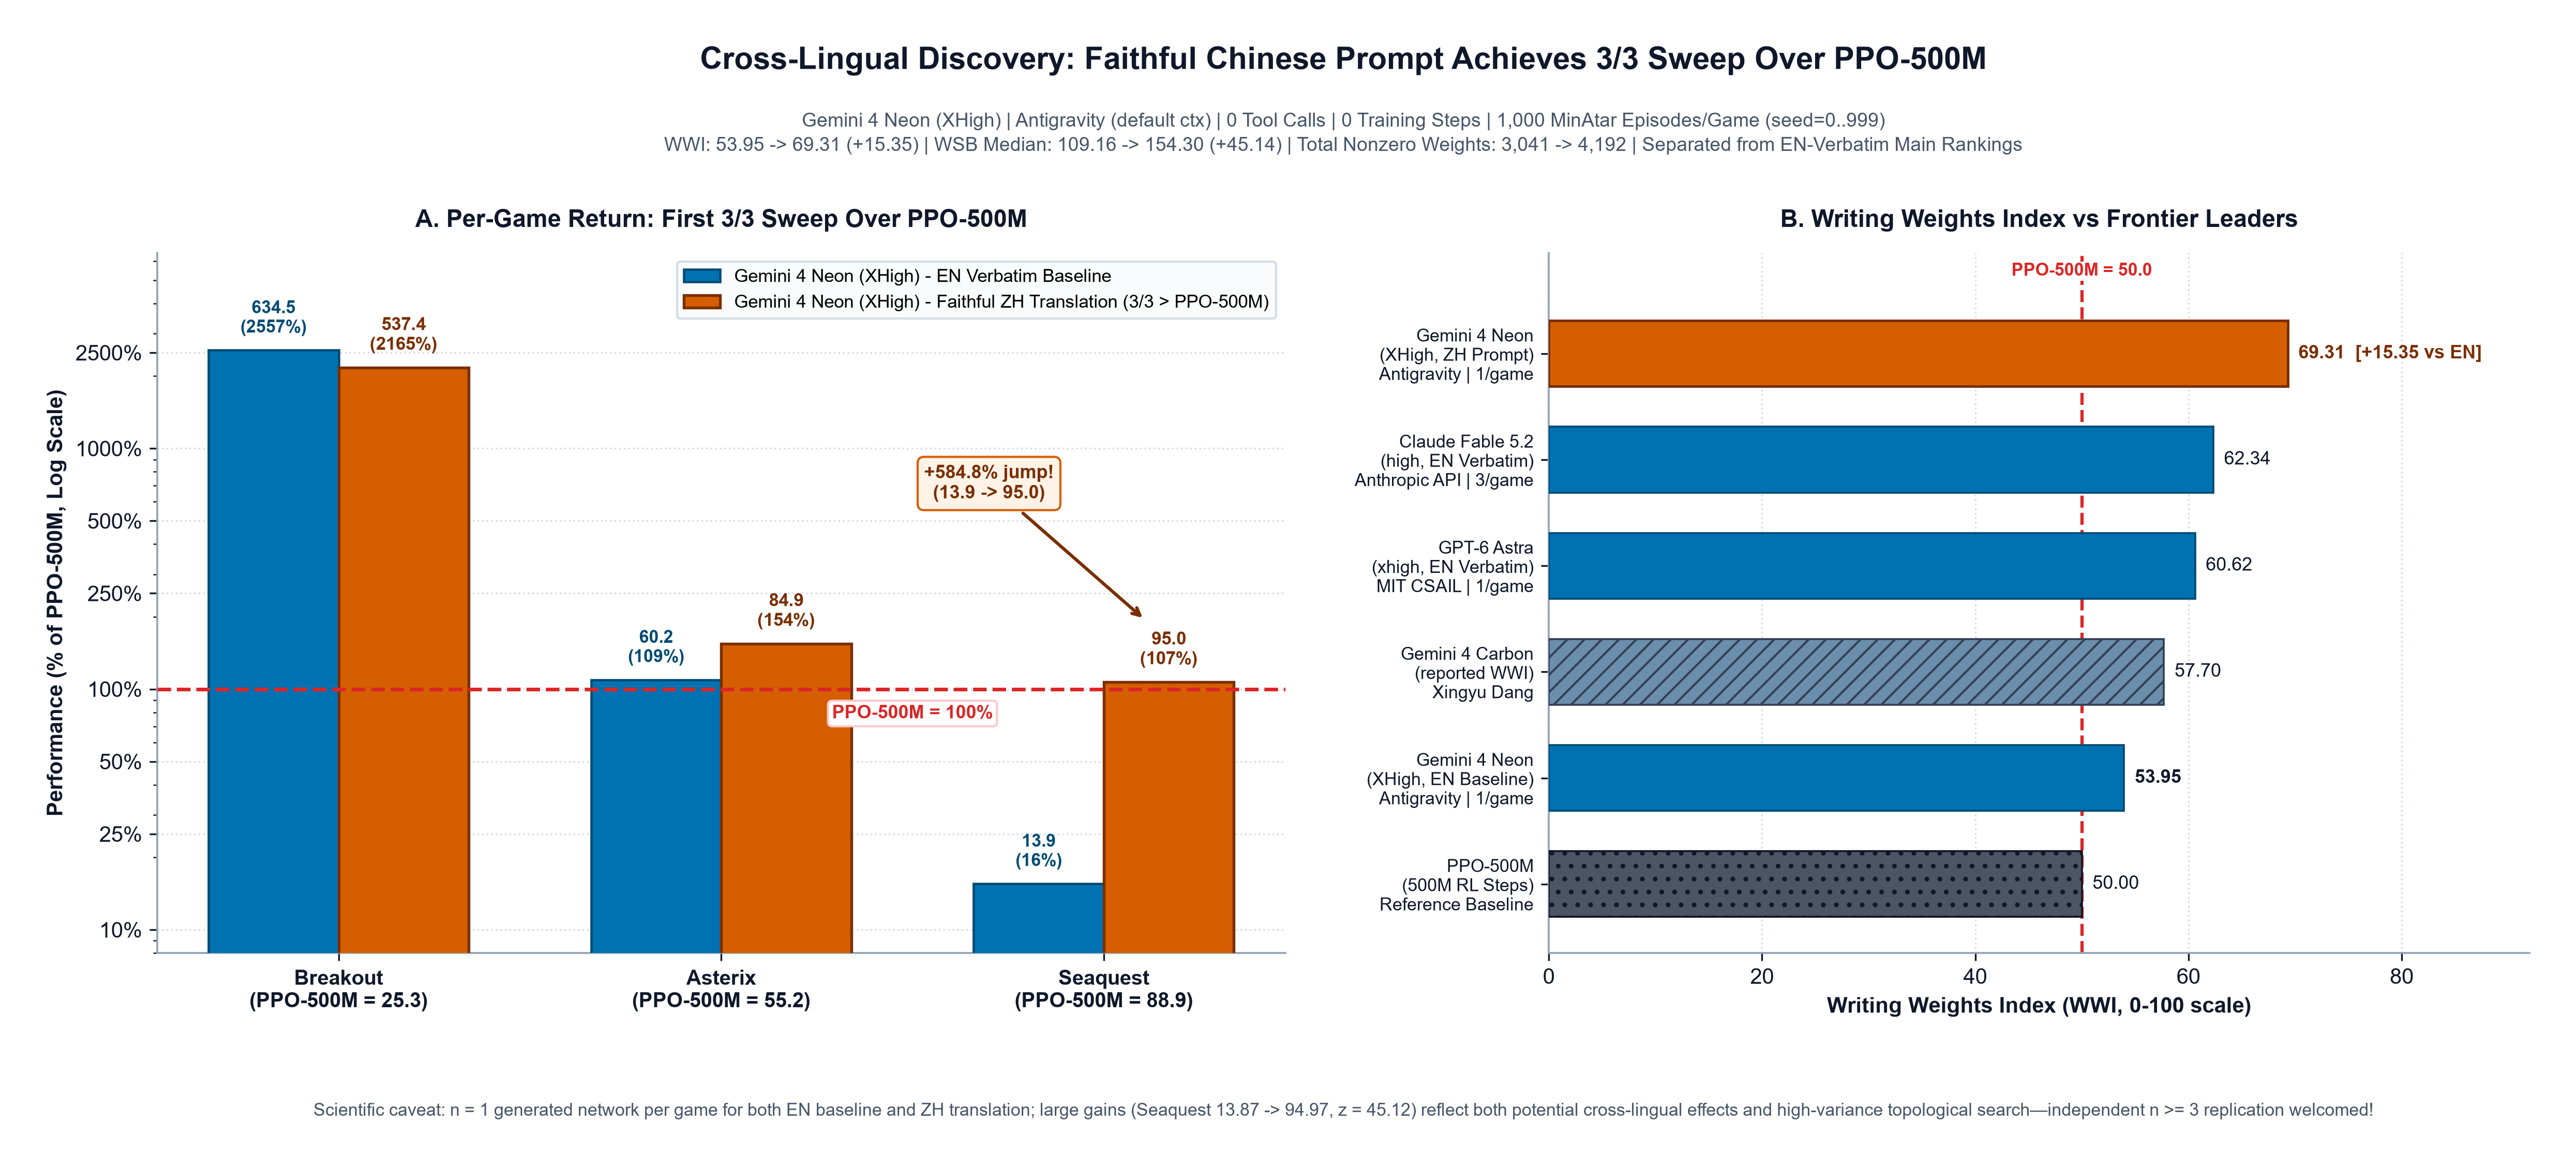 Cross-Lingual Discovery: Faithful Chinese Prompt Achieves 3/3 Sweep Over PPO-500M
Gemini 4 Neon (XHigh) | Antigravity (default ctx) | 0 Tool Calls | 0 Training Steps | 1,000 MinAtar Episodes/Game (seed=0..999)
WWI: 53.95 -> 69.31 (+15.35) | WSB Median: 109.16 -> 154.30 (+45.14) | Total Nonzero Weights: 3,041 -> 4,192 | Separated from EN-Verbatim Main Rankings
A. Per-Game Return: First 3/3 Sweep Over PPO-500M
Gemini 4 Neon (XHigh) - EN Verbatim Baseline
Gemini 4 Neon (XHigh) - Faithful ZH Translation (3/3 > PPO-500M)
Performance (% of PPO-500M, Log Scale)
2500%
1000%
500%
250%
100%
50%
25%
10%
634.5
(2557%)
537.4
(2165%)
60.2
(109%)
84.9
(154%)
+584.8% jump!
(13.9 -> 95.0)
13.9
(16%)
95.0
(107%)
PPO-500M = 100%
Breakout
(PPO-500M = 25.3)
Asterix
(PPO-500M = 55.2)
Seaquest
(PPO-500M = 88.9)
B. Writing Weights Index vs Frontier Leaders
PPO-500M = 50.0
Gemini 4 Neon
(XHigh, ZH Prompt)
Antigravity | 1/game
69.31 [+15.35 vs EN]
Claude Fable 5.2
(high, EN Verbatim)
Anthropic API | 3/game
62.34
GPT-6 Astra
(xhigh, EN Verbatim)
MIT CSAIL | 1/game
60.62
Gemini 4 Carbon
(reported WWI)
Xingyu Dang
57.70
Gemini 4 Neon
(XHigh, EN Baseline)
Antigravity | 1/game
53.95
PPO-500M
(500M RL Steps)
Reference Baseline
50.00
0
20
40
60
80
Writing Weights Index (WWI, 0-100 scale)
Scientific caveat: n = 1 generated network per game for both EN baseline and ZH translation; large gains (Seaquest 13.87 -> 94.97, z = 45.12) reflect both potential cross-lingual effects and high-variance topological search—independent n >= 3 replication welcomed!